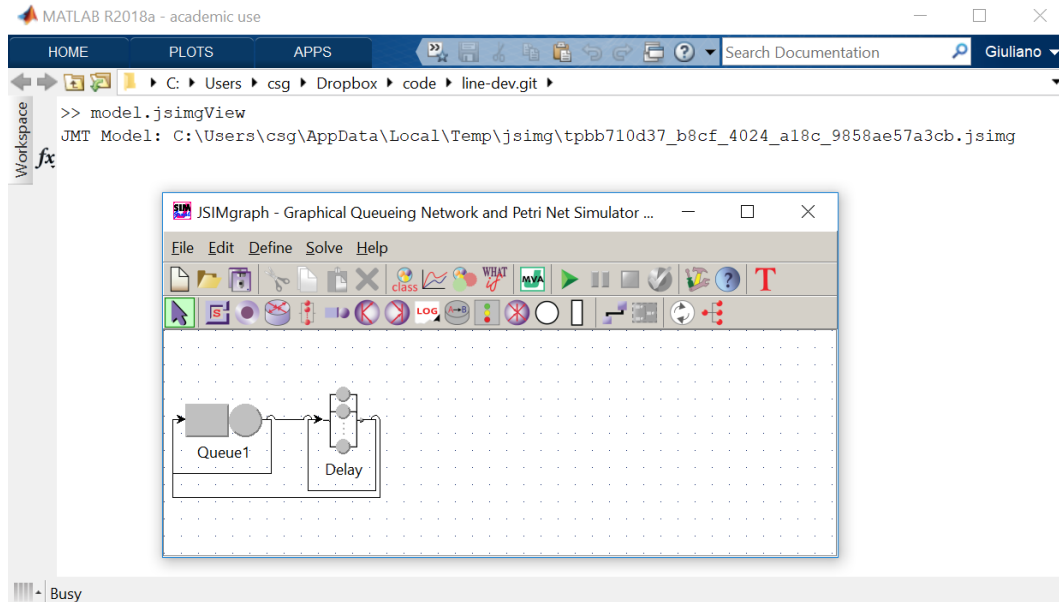 MATLAB R2018a - academic use
HOME PLOTS APPS Search Documentation Giuliano
C: Users csg Dropbox code line-dev.git
Workspace
>> model.jsimgView
JMT Model: C:\Users\csg\AppData\Local\Temp\jsimg\tpbb710d37_b8cf_4024_a18c_9858ae57a3cb.jsimg
fx
SIM JSIMgraph - Graphical Queueing Network and Petri Net Simulator ...
File Edit Define Solve Help
class WHAT IF MVA ? T
S LOG A→B
Queue1
Delay
Busy